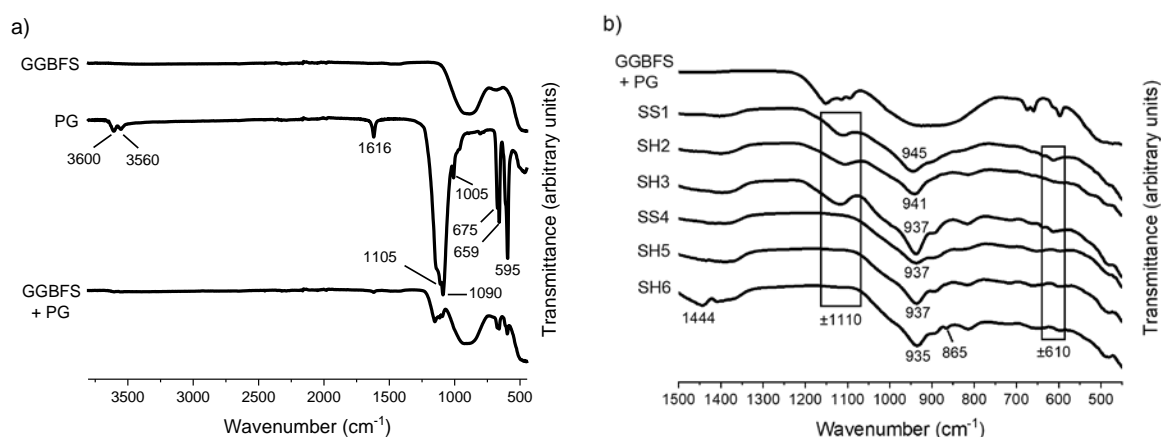 a)
GGBFS
PG
3600
3560
1616
1005
675
659
595
1105
1090
GGBFS
+ PG
3500
3000
2500
2000
1500
1000
500
Wavenumber (cm-1)
Transmittance (arbitrary units)
b)
GGBFS
+ PG
SS1
SH2
SH3
SS4
SH5
SH6
945
941
937
937
937
935
865
1444
±1110
±610
1500
1400
1300
1200
1100
1000
900
800
700
600
500
Wavenumber (cm-1)
Transmittance (arbitrary units)